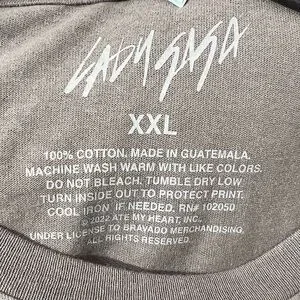 LADY GAGA
XXL
100% COTTON. MADE IN GUATEMALA.
MACHINE WASH WARM WITH LIKE COLORS.
DO NOT BLEACH. TUMBLE DRY LOW
TURN INSIDE OUT TO PROTECT PRINT.
COOL IRON IF NEEDED. RN# 102050
©2022 ATE MY HEART, INC.
UNDER LICENSE TO BRAVADO MERCHANDISING.
ALL RIGHTS RESERVED.